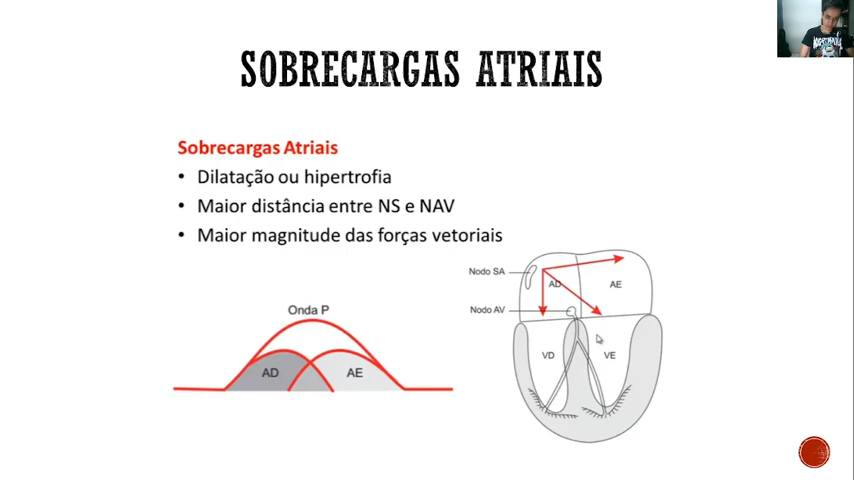 SOBRECARGAS ATRIAIS
Sobrecargas Atriais
• Dilatação ou hipertrofia
• Maior distância entre NS e NAV
• Maior magnitude das forças vetoriais
Nodo SA
AD
AE
Nodo AV
VD
VE
Onda P
AD
AE